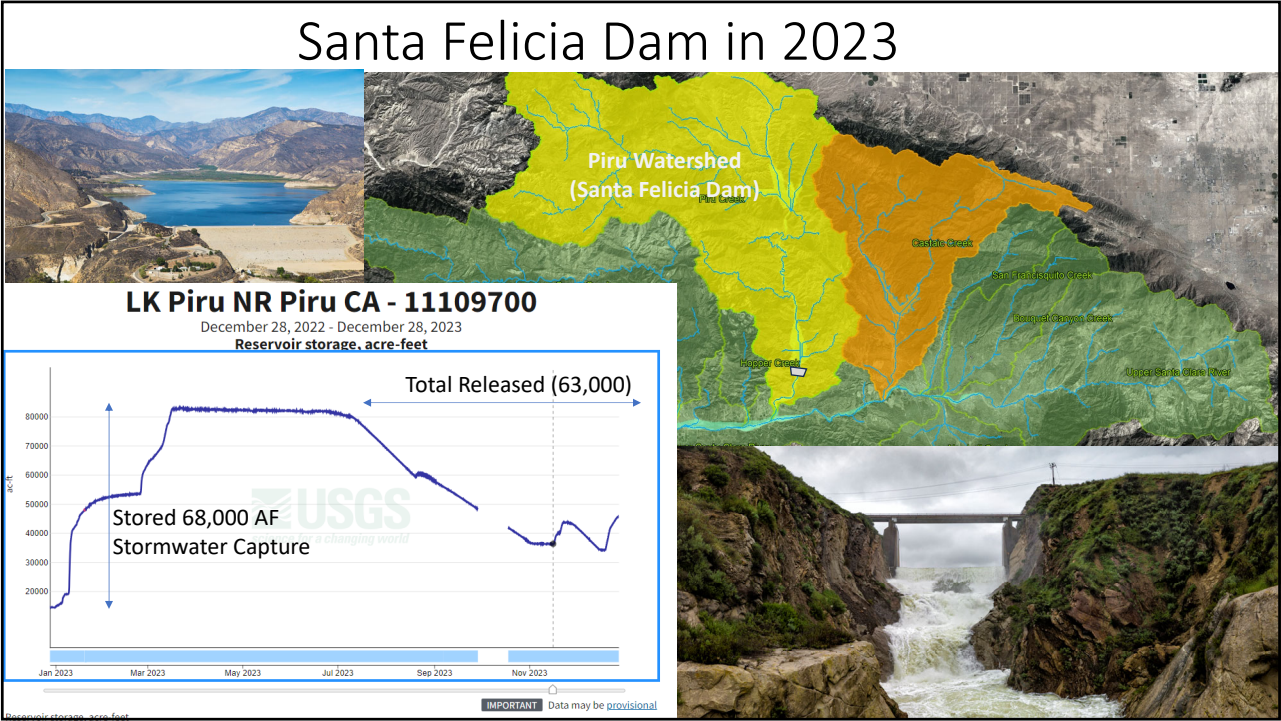 Santa Felicia Dam in 2023
Piru Watershed
(Santa Felicia Dam)
Piru Creek
Castaic Creek
San Francisquito Creek
Bouquet Canyon Creek
Hopper Creek
Upper Santa Clara River
LK Piru NR Piru CA - 11109700
December 28, 2022 - December 28, 2023
Reservoir storage, acre-feet
Total Released (63,000)
80000
70000
60000
50000
40000
30000
20000
ac-ft
USGS
science for a changing world
Stored 68,000 AF
Stormwater Capture
Jan 2023
Mar 2023
May 2023
Jul 2023
Sep 2023
Nov 2023
IMPORTANT Data may be provisional
Reservoir storage, acre-feet